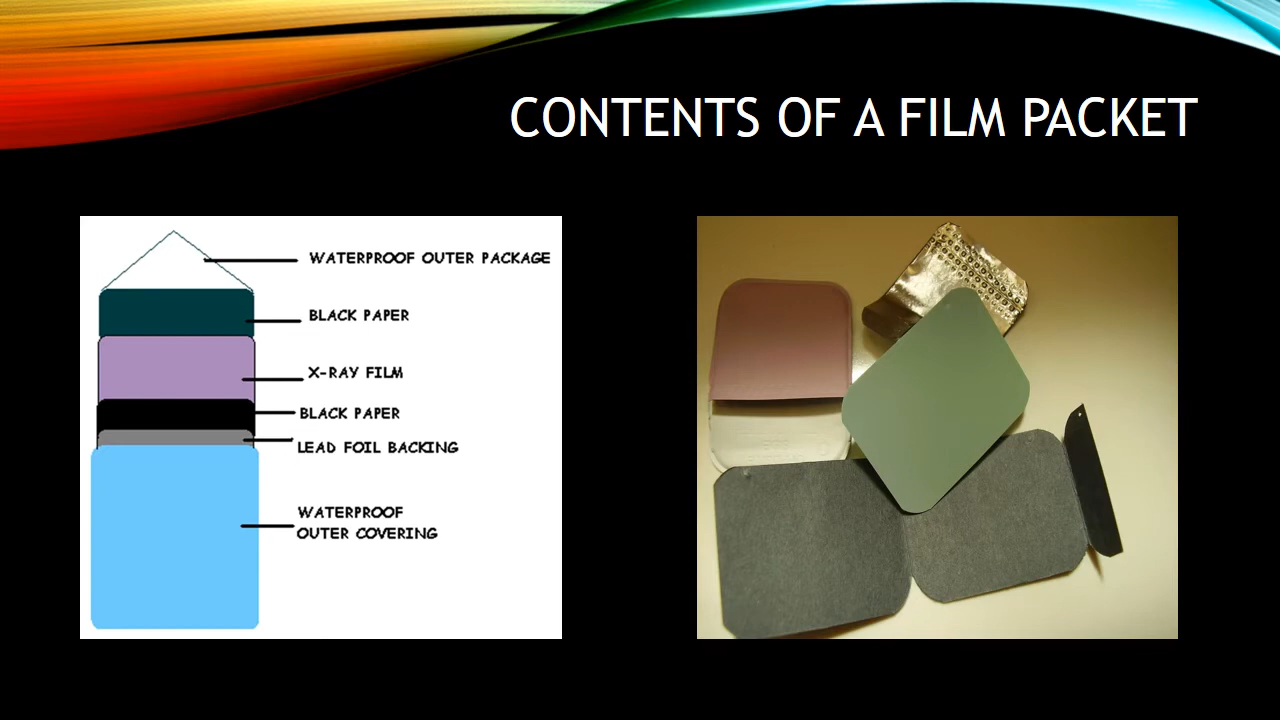 CONTENTS OF A FILM PACKET
WATERPROOF OUTER PACKAGE
BLACK PAPER
X-RAY FILM
BLACK PAPER
LEAD FOIL BACKING
WATERPROOF
OUTER COVERING